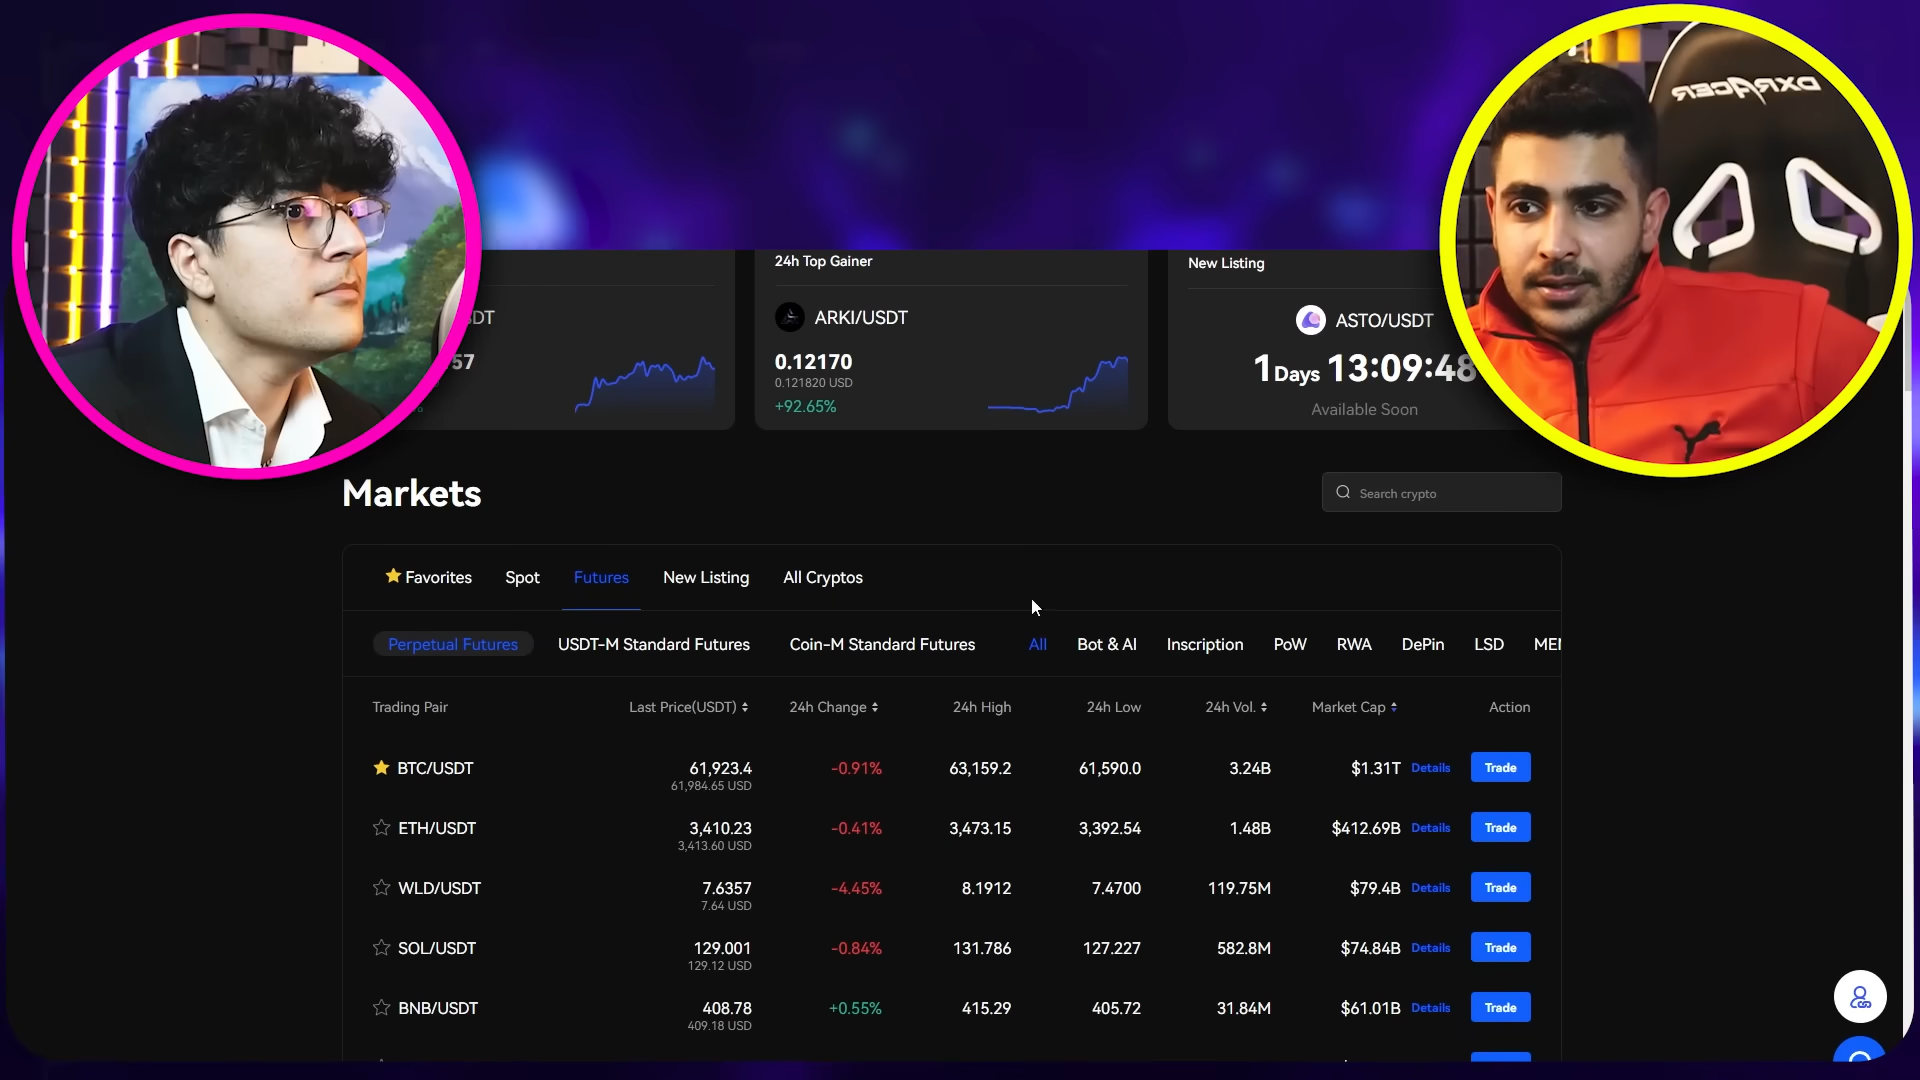 DXRACER
24h Top Gainer
New Listing
SDT
ARKI/USDT
ASTO/USDT
57
0.12170
1Days 13:09:48
0.121820 USD
+92.65%
Available Soon
Markets
Search crypto
Favorites Spot Futures New Listing All Cryptos
Perpetual Futures USDT-M Standard Futures Coin-M Standard Futures All Bot & AI Inscription PoW RWA DePin LSD MEM
Trading Pair Last Price(USDT) 24h Change 24h High 24h Low 24h Vol. Market Cap Action
BTC/USDT 61,923.4 -0.91% 63,159.2 61,590.0 3.24B $1.31T Details Trade
61,984.65 USD
ETH/USDT 3,410.23 -0.41% 3,473.15 3,392.54 1.48B $412.69B Details Trade
3,413.60 USD
WLD/USDT 7.6357 -4.45% 8.1912 7.4700 119.75M $79.4B Details Trade
7.64 USD
SOL/USDT 129.001 -0.84% 131.786 127.227 582.8M $74.84B Details Trade
129.12 USD
BNB/USDT 408.78 +0.55% 415.29 405.72 31.84M $61.01B Details Trade
409.18 USD